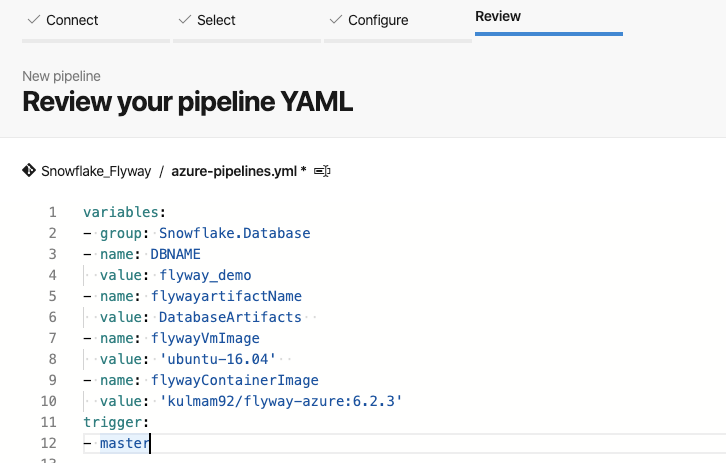 Connect Select Configure Review
New pipeline
Review your pipeline YAML
Snowflake_Flyway / azure-pipelines.yml *
1 variables:
2 - group: Snowflake.Database
3 - name: DBNAME
4 value: flyway_demo
5 - name: flywayartifactName
6 value: DatabaseArtifacts
7 - name: flywayVmImage
8 value: 'ubuntu-16.04'
9 - name: flywayContainerImage
10 value: 'kulmam92/flyway-azure:6.2.3'
11 trigger:
12 - master
13